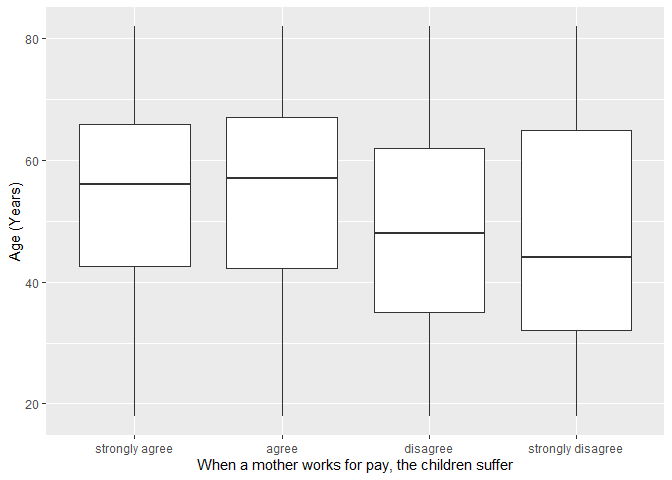 80
60
40
20
Age (Years)
strongly agree
agree
disagree
strongly disagree
When a mother works for pay, the children suffer